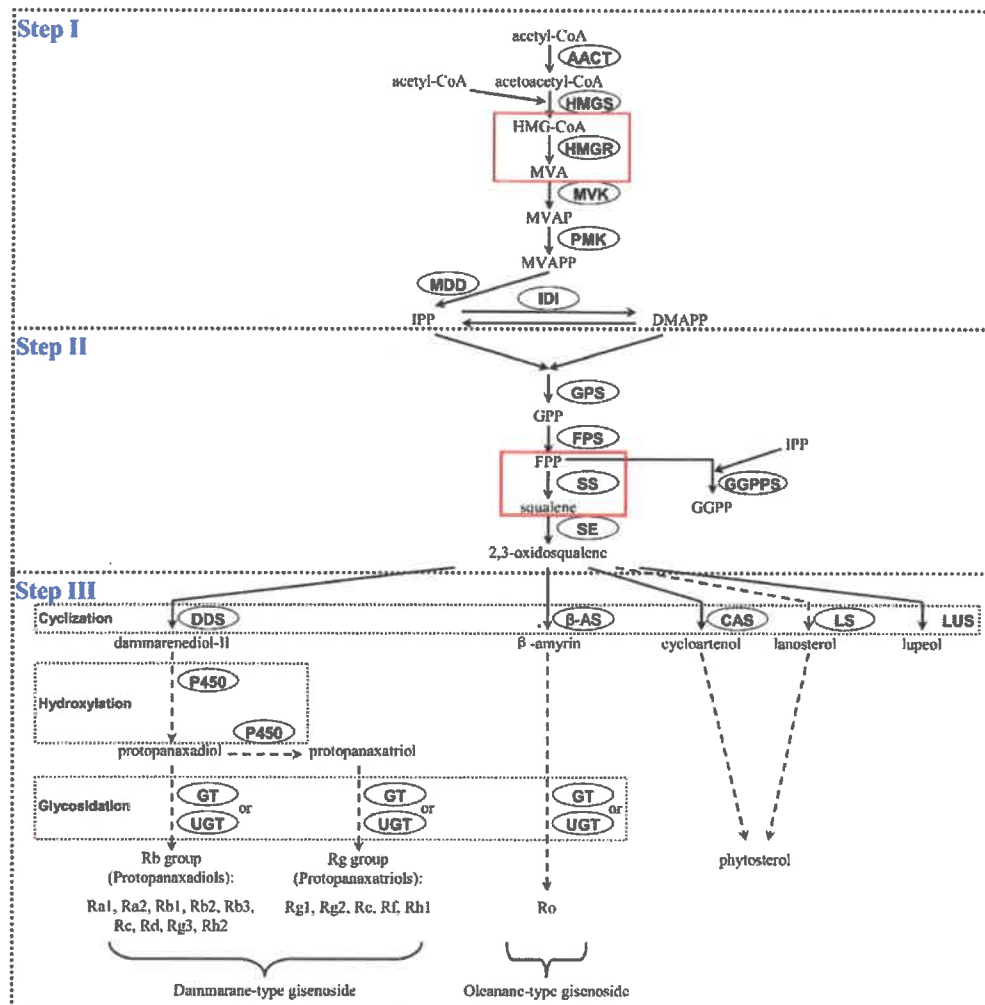 Step I
acetyl-CoA
AACT
acetyl-CoA acetoacetyl-CoA
HMGS
HMG-CoA
HMGR
MVA
MVK
MVAP
PMK
MVAPP
MDD
IDI
IPP DMAPP
Step II
GPS
GPP
FPS
FPP IPP
SS GGPPS
squalene GGPP
SE
2,3-oxidosqualene
Step III
Cyclization DDS β-AS CAS LS LUS
dammarenediol-II β-amyrin cycloartenol lanosterol lupeol
P450
Hydroxylation
P450
protopanaxadiol protopanaxatriol
GT GT GT
Glycosidation or or or
UGT UGT UGT
Rb group Rg group phytosterol
(Protopanaxadiols): (Protopanaxatriols):
Ra1, Ra2, Rb1, Rb2, Rb3, Rg1, Rg2, Re, Rf, Rh1 Ro
Rc, Rd, Rg3, Rh2
Dammarane-type gisenoside Oleanane-type gisenoside